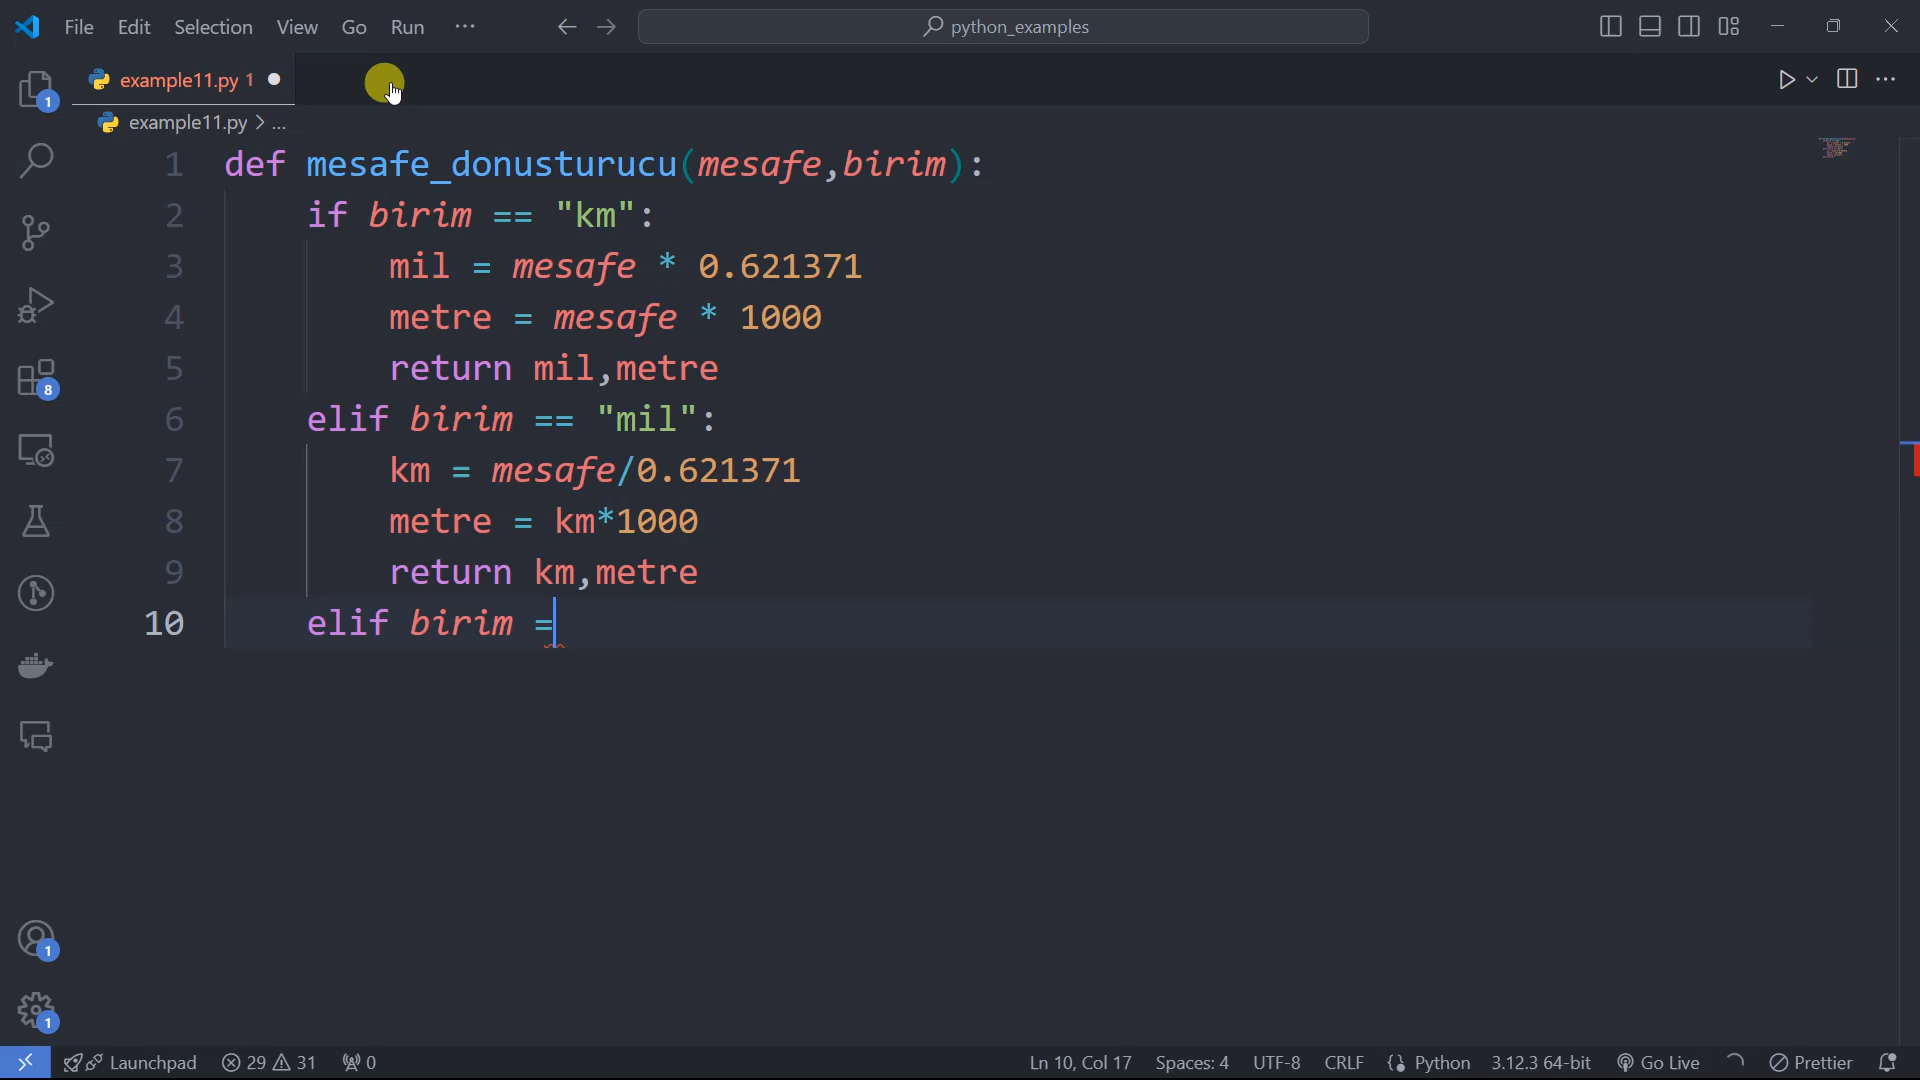 File Edit Selection View Go Run ··· python_examples
example11.py 1
example11.py > ...
1 def mesafe_donusturucu(mesafe,birim):
2 if birim == "km":
3 mil = mesafe * 0.621371
4 metre = mesafe * 1000
5 return mil,metre
6 elif birim == "mil":
7 km = mesafe/0.621371
8 metre = km*1000
9 return km,metre
10 elif birim =
1
8
1
1
Launchpad 29 31 0 Ln 10, Col 17 Spaces: 4 UTF-8 CRLF {} Python 3.12.3 64-bit Go Live Prettier